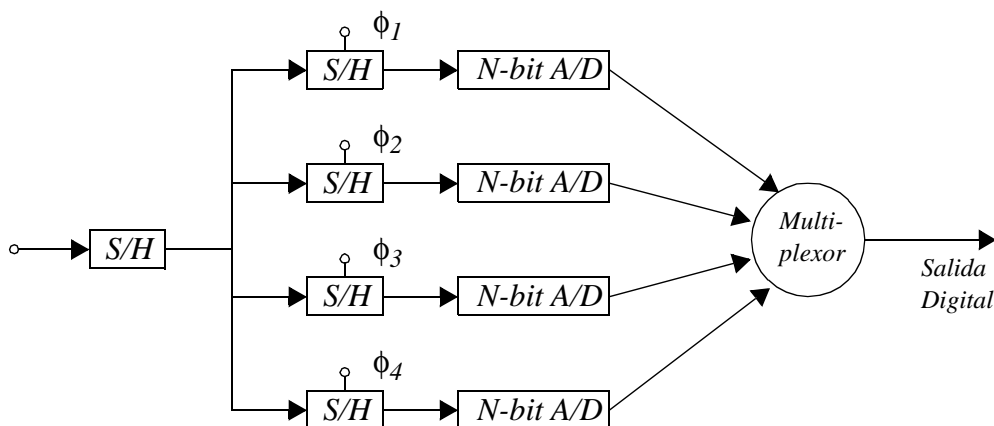 ϕ1
S/H
N-bit A/D
ϕ2
S/H
N-bit A/D
S/H
Multi-
plexor
ϕ3
S/H
N-bit A/D
Salida
Digital
ϕ4
S/H
N-bit A/D